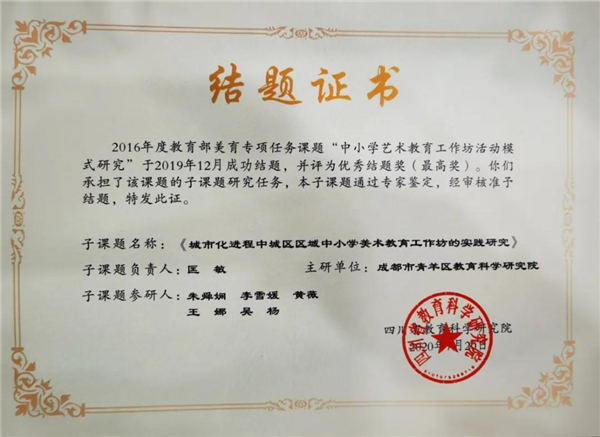 结题证书
2016年度教育部美育专项任务课题“中小学艺术教育工作坊活动模
式研究”于2019年12月成功结题，并评为优秀结题奖（最高奖）。你们
承担了该课题的子课题研究任务，本子课题通过专家鉴定，经审核准予
结题，特发此证。
子课题名称：《城市化进程中城区区域中小学美术教育工作坊的实践研究》
子课题负责人：匡 敏 主研单位：成都市青羊区教育科学研究院
子课题参研人：朱舜娴 李雪媛 黄薇
王 娜 吴 杨
四川省教育科学研究院
2020年 月20日